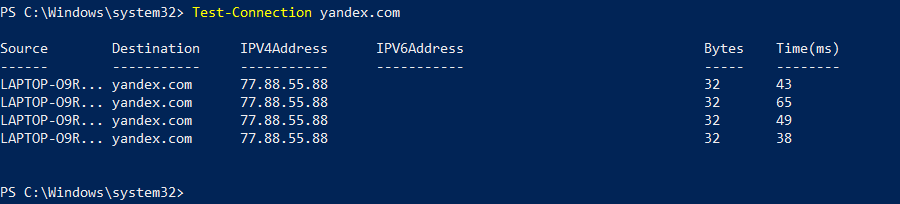 PS C:\Windows\system32> Test-Connection yandex.com
Source Destination IPV4Address IPV6Address Bytes Time(ms)
------ ----------- ----------- ----------- ----- --------
LAPTOP-O9R... yandex.com 77.88.55.88 32 43
LAPTOP-O9R... yandex.com 77.88.55.88 32 65
LAPTOP-O9R... yandex.com 77.88.55.88 32 49
LAPTOP-O9R... yandex.com 77.88.55.88 32 38
PS C:\Windows\system32>